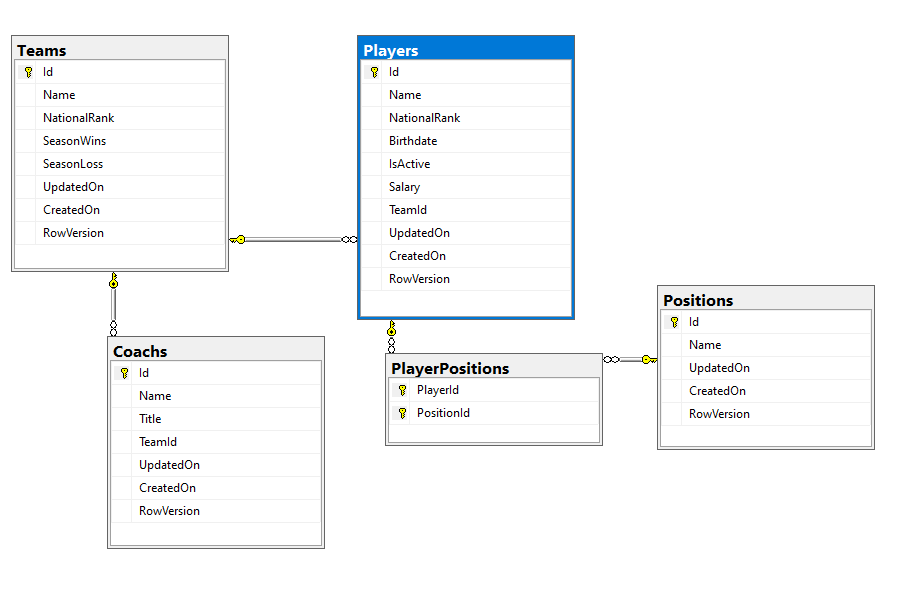 Teams
Id
Name
NationalRank
SeasonWins
SeasonLoss
UpdatedOn
CreatedOn
RowVersion
Players
Id
Name
NationalRank
Birthdate
IsActive
Salary
TeamId
UpdatedOn
CreatedOn
RowVersion
Coachs
Id
Name
Title
TeamId
UpdatedOn
CreatedOn
RowVersion
PlayerPositions
PlayerId
PositionId
Positions
Id
Name
UpdatedOn
CreatedOn
RowVersion